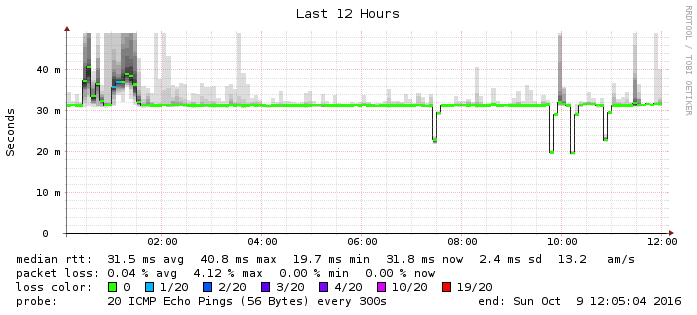 Last 12 Hours
RRDTOOL / TOBI OETIKER
Seconds
40 m
30 m
20 m
10 m
0
02:00 04:00 06:00 08:00 10:00 12:00
median rtt: 31.5 ms avg 40.8 ms max 19.7 ms min 31.8 ms now 2.4 ms sd 13.2 am/s
packet loss: 0.04 % avg 4.12 % max 0.00 % min 0.00 % now
loss color: 0 1/20 2/20 3/20 4/20 10/20 19/20
probe: 20 ICMP Echo Pings (56 Bytes) every 300s end: Sun Oct 9 12:05:04 2016